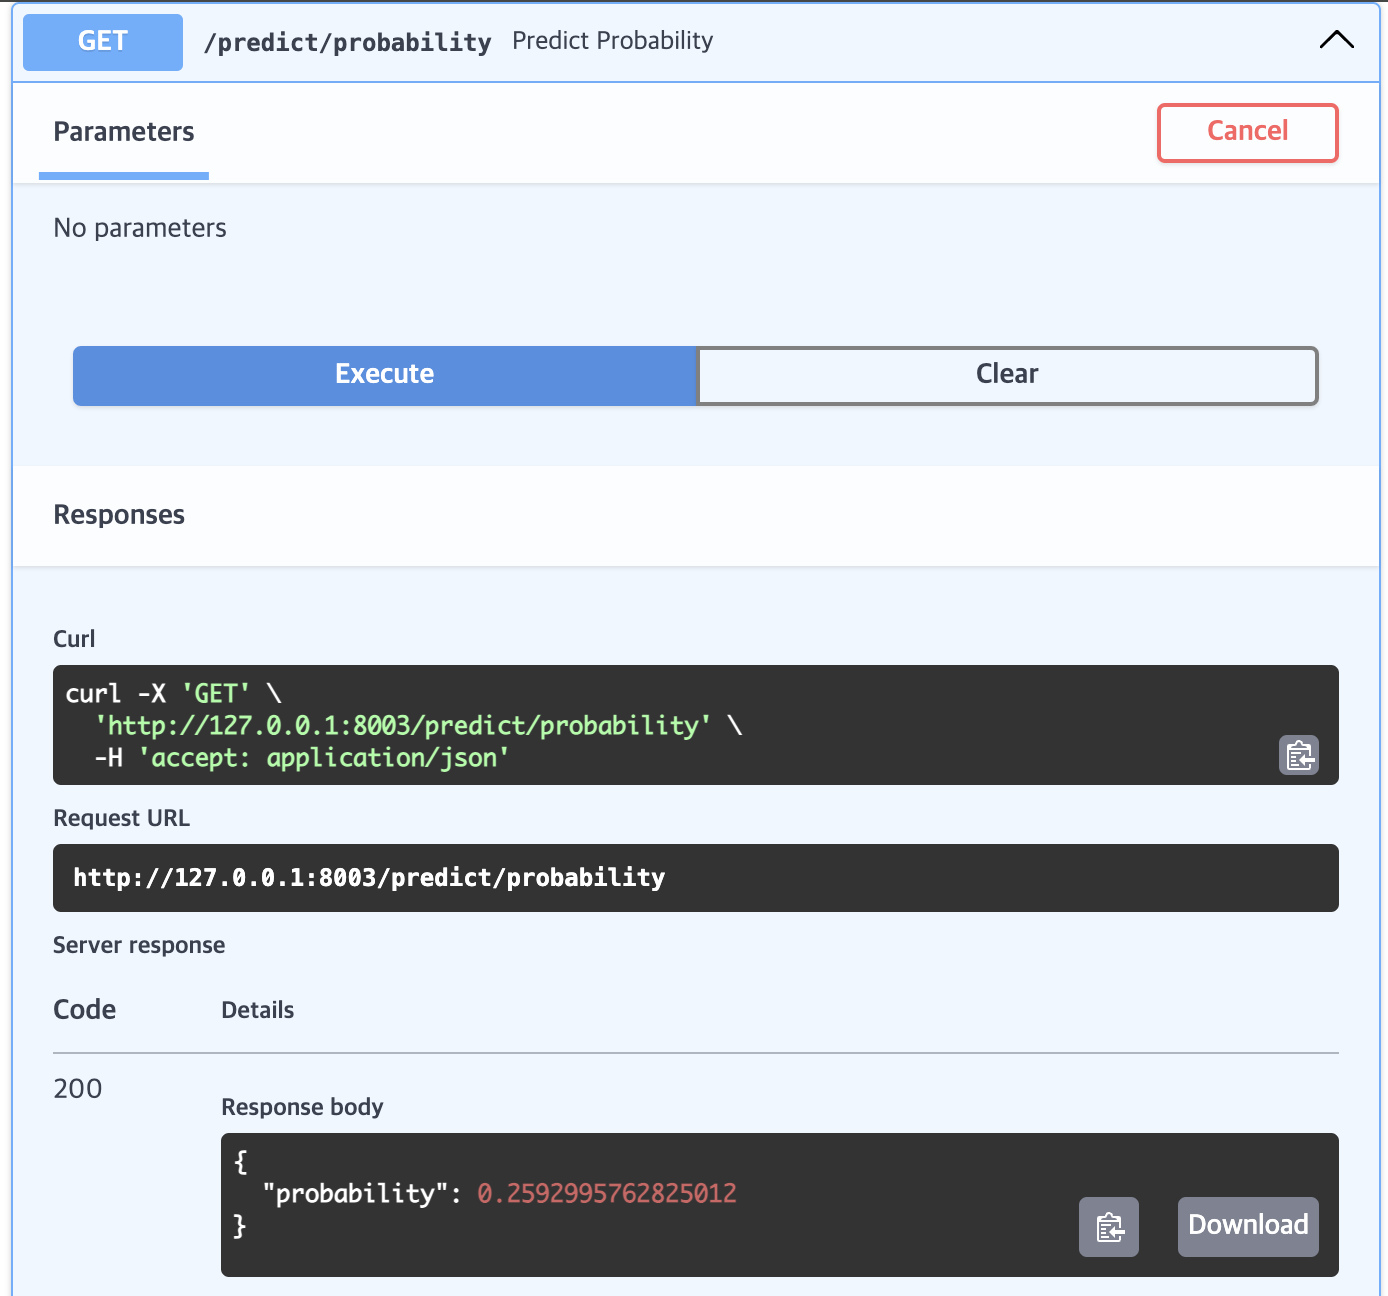 GET /predict/probability Predict Probability
Parameters
Cancel
No parameters
Execute
Clear
Responses
Curl
curl -X 'GET' \
  'http://127.0.0.1:8003/predict/probability' \
  -H 'accept: application/json'
Request URL
http://127.0.0.1:8003/predict/probability
Server response
Code Details
200
Response body
{
  "probability": 0.2592995762825012
}
Download